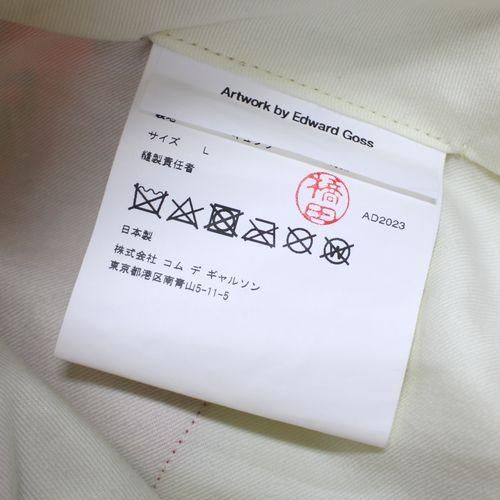 Artwork by Edward Goss
サイズ L
縫製責任者
橋本
AD2023
日本製
株式会社 コム デ ギャルソン
東京都港区南青山5-11-5